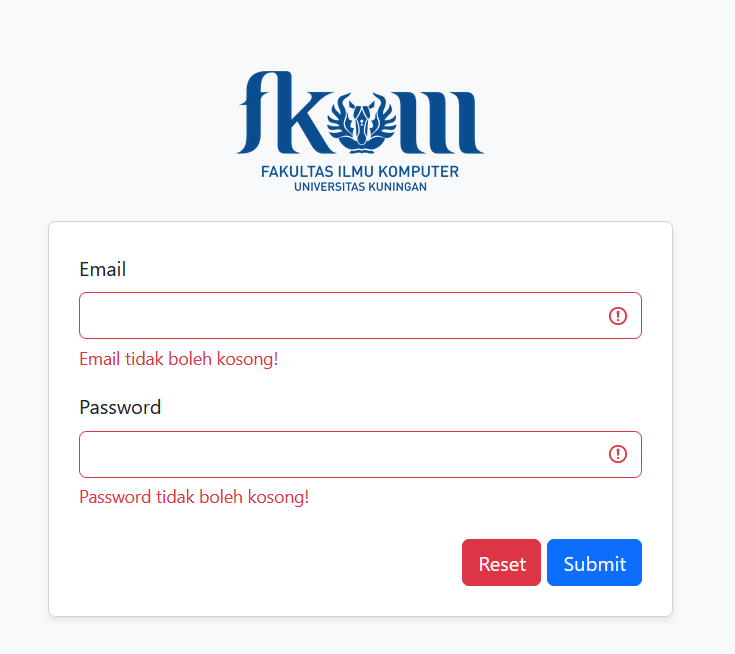 fkom
FAKULTAS ILMU KOMPUTER
UNIVERSITAS KUNINGAN
Email
Email tidak boleh kosong!
Password
Password tidak boleh kosong!
Reset Submit